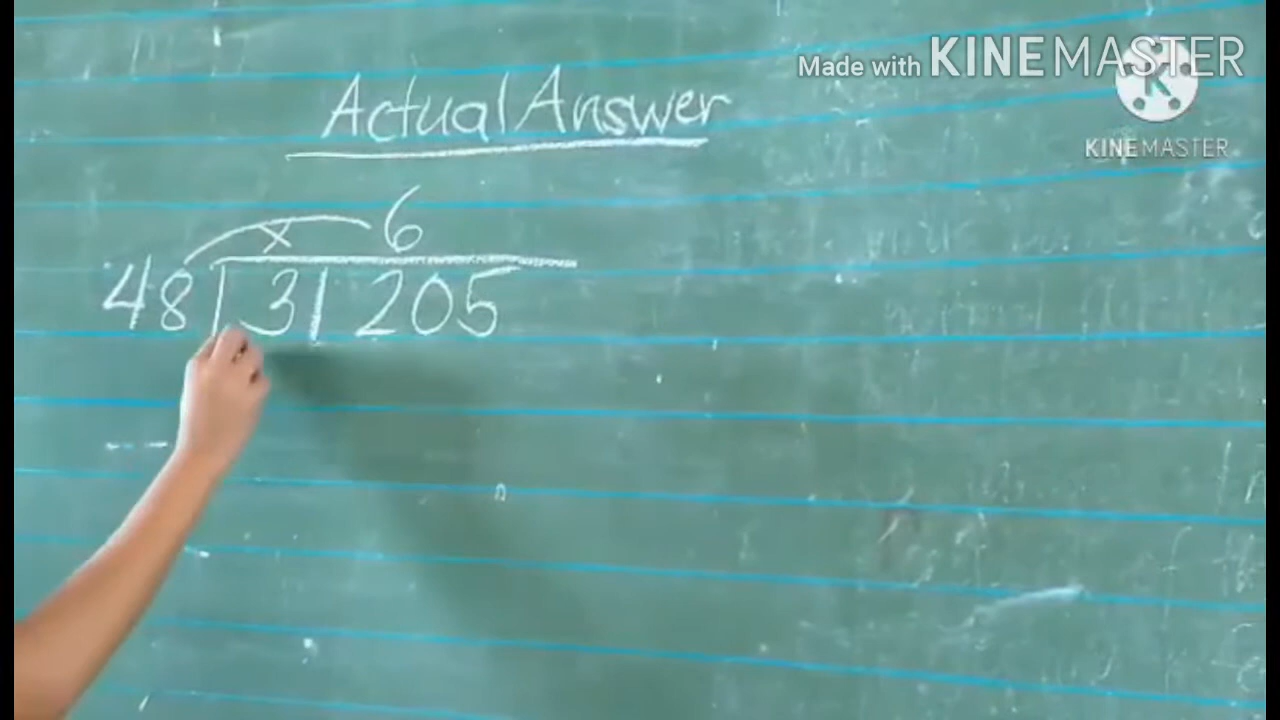 Made with KINEMASTER
KINEMASTER
Actual Answer
× 6
48 31 205